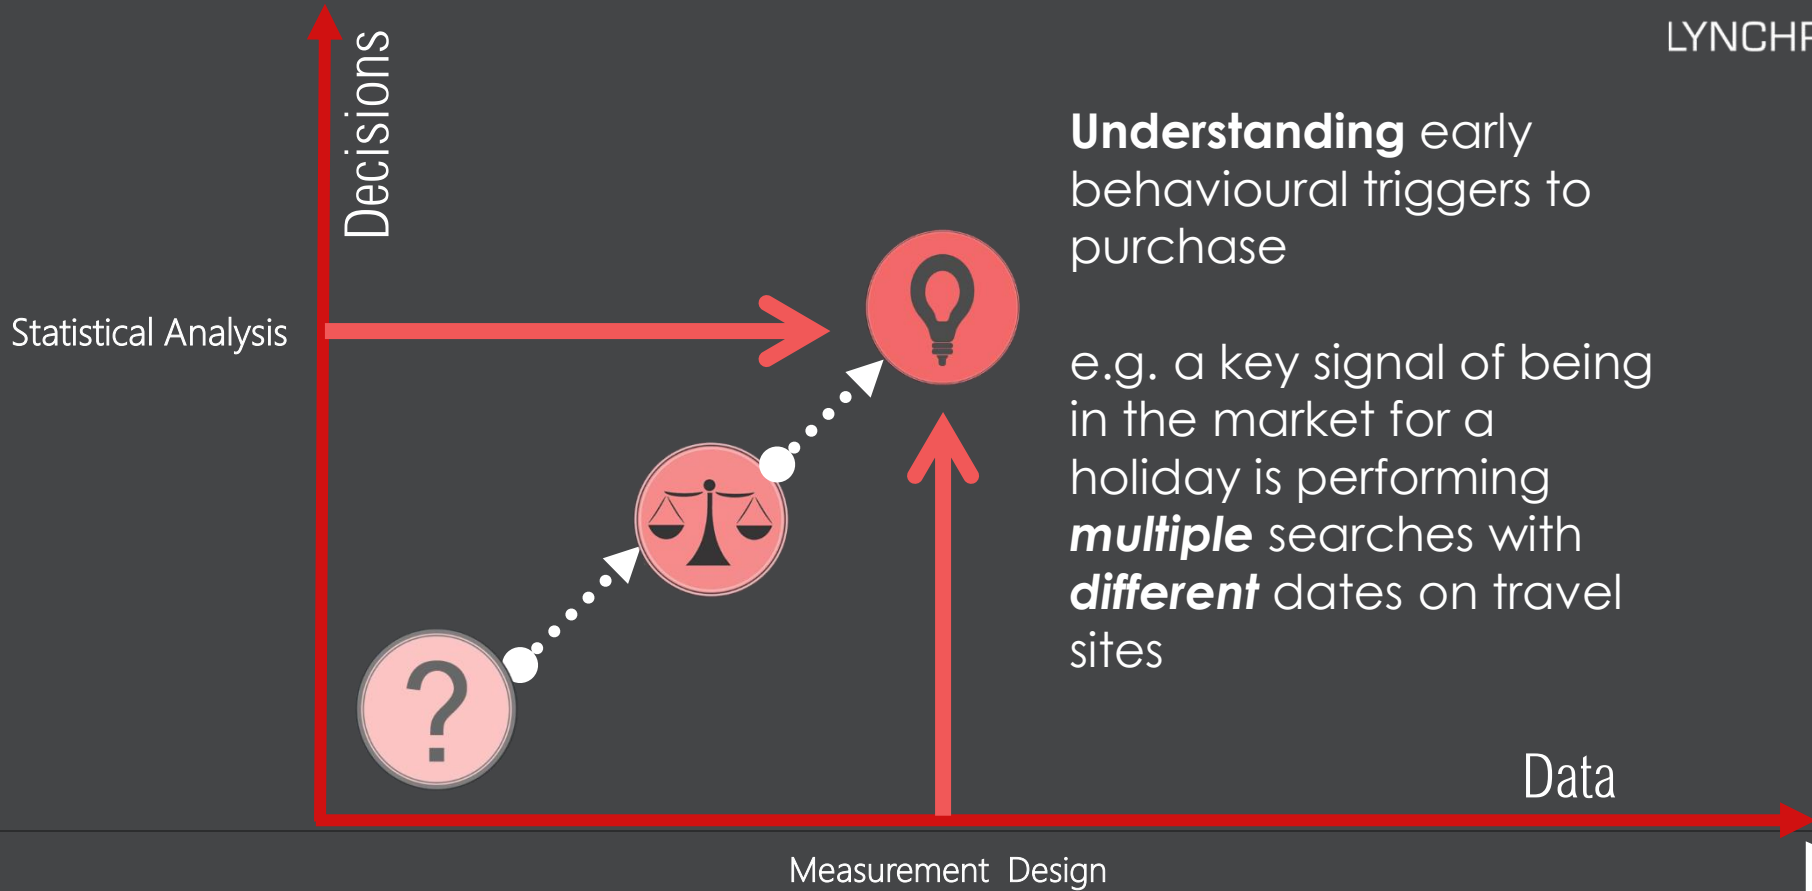 LYNCHP
Decisions
Understanding early
behavioural triggers to
purchase
Statistical Analysis
e.g. a key signal of being
in the market for a
holiday is performing
multiple searches with
different dates on travel
sites
?
Data
Measurement Design